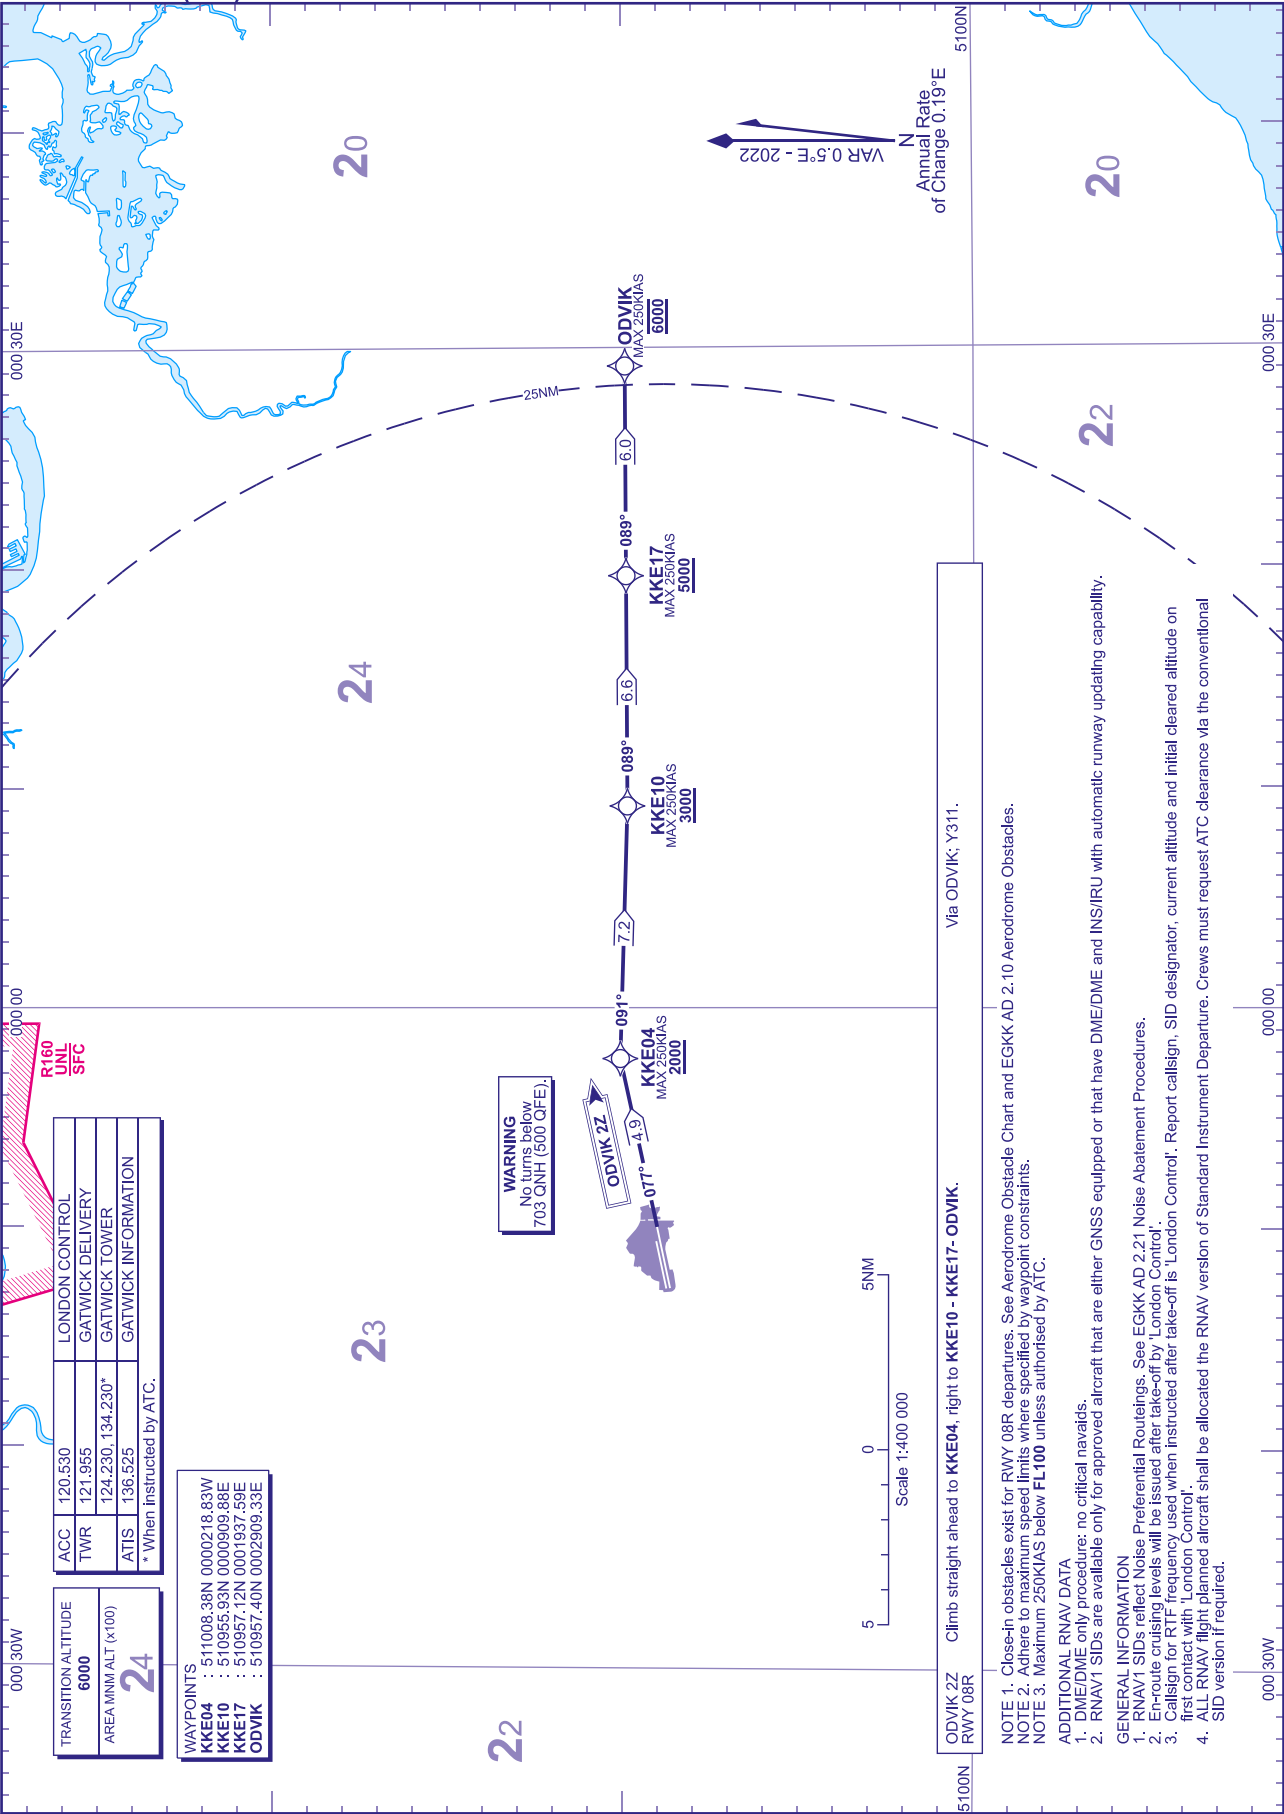 000 30W
000 00
000 30E
TRANSITION ALTITUDE
6000
AREA MNM ALT (x100)
24
ACC 120.530 LONDON CONTROL
TWR 121.955 GATWICK DELIVERY
124.230, 134.230* GATWICK TOWER
ATIS 136.525 GATWICK INFORMATION
* When instructed by ATC.
R160
UNL
SFC
WAYPOINTS
KKE04 : 511008.38N 0000218.83W
KKE10 : 510955.93N 0000909.88E
KKE17 : 510957.12N 0001937.59E
ODVIK : 510957.40N 0002909.33E
22
23
24
20
25NM
WARNING
No turns below
703 QNH (500 QFE).
ODVIK 2Z
077°
4.9
KKE04
MAX 250KIAS
2000
091°
7.2
KKE10
MAX 250KIAS
3000
089°
6.6
KKE17
MAX 250KIAS
5000
089°
6.0
ODVIK
MAX 250KIAS
6000
VAR 0.5°E - 2022
N
Annual Rate
of Change 0.19°E
5 0 5NM
Scale 1:400 000
22
20
5100N
5100N
ODVIK 2Z
RWY 08R
Climb straight ahead to KKE04, right to KKE10 - KKE17- ODVIK.
Via ODVIK; Y311.
NOTE 1. Close-in obstacles exist for RWY 08R departures. See Aerodrome Obstacle Chart and EGKK AD 2.10 Aerodrome Obstacles.
NOTE 2. Adhere to maximum speed limits where specified by waypoint constraints.
NOTE 3. Maximum 250KIAS below FL100 unless authorised by ATC.
ADDITIONAL RNAV DATA
1. DME/DME only procedure: no critical navaids.
2. RNAV1 SIDs are available only for approved aircraft that are either GNSS equipped or that have DME/DME and INS/IRU with automatic runway updating capability.
GENERAL INFORMATION
1. RNAV1 SIDs reflect Noise Preferential Routeings. See EGKK AD 2.21 Noise Abatement Procedures.
2. En-route cruising levels will be issued after take-off by 'London Control'.
3. Callsign for RTF frequency used when instructed after take-off is 'London Control'. Report callsign, SID designator, current altitude and initial cleared altitude on
first contact with 'London Control'.
4. ALL RNAV flight planned aircraft shall be allocated the RNAV version of Standard Instrument Departure. Crews must request ATC clearance via the conventional
SID version if required.
000 30W
000 00
000 30E